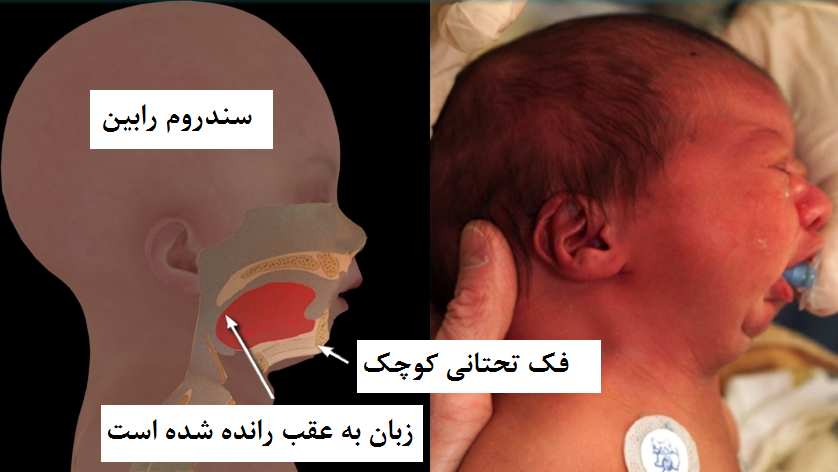 سندروم رابین
فک تحتانی کوچک
زبان به عقب رانده شده است